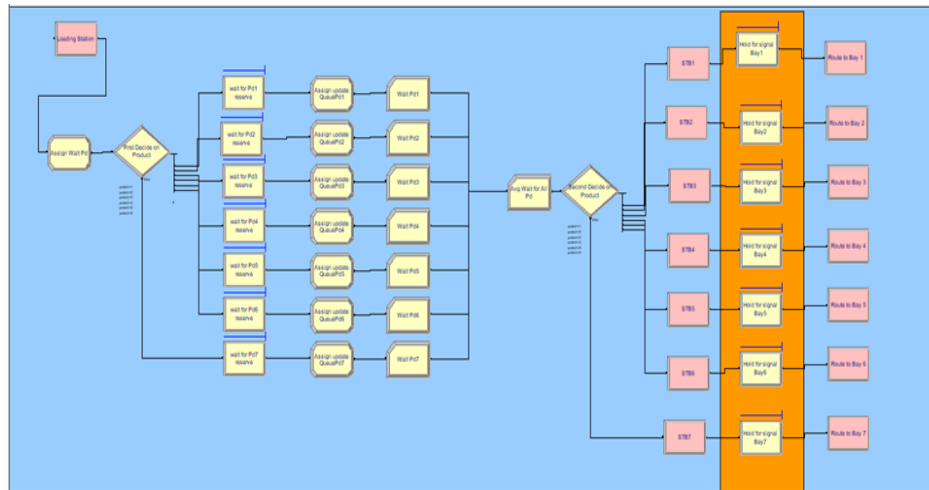 Loading Station
Assign Wait Pd
First Decide on
Product
wait for Pd1
reserve
Assign update
QueuePd1
Wait Pd1
wait for Pd2
reserve
Assign update
QueuePd2
Wait Pd2
wait for Pd3
reserve
Assign update
QueuePd3
Wait Pd3
wait for Pd4
reserve
Assign update
QueuePd4
Wait Pd4
wait for Pd5
reserve
Assign update
QueuePd5
Wait Pd5
wait for Pd6
reserve
Assign update
QueuePd6
Wait Pd6
wait for Pd7
reserve
Assign update
QueuePd7
Wait Pd7
Avg Wait for All
Pd
Second Decide on
Product
STB1
Hold for signal
Bay1
Route to Bay 1
STB2
Hold for signal
Bay2
Route to Bay 2
STB3
Hold for signal
Bay3
Route to Bay 3
STB4
Hold for signal
Bay4
Route to Bay 4
STB5
Hold for signal
Bay5
Route to Bay 5
STB6
Hold for signal
Bay6
Route to Bay 6
STB7
Hold for signal
Bay7
Route to Bay 7